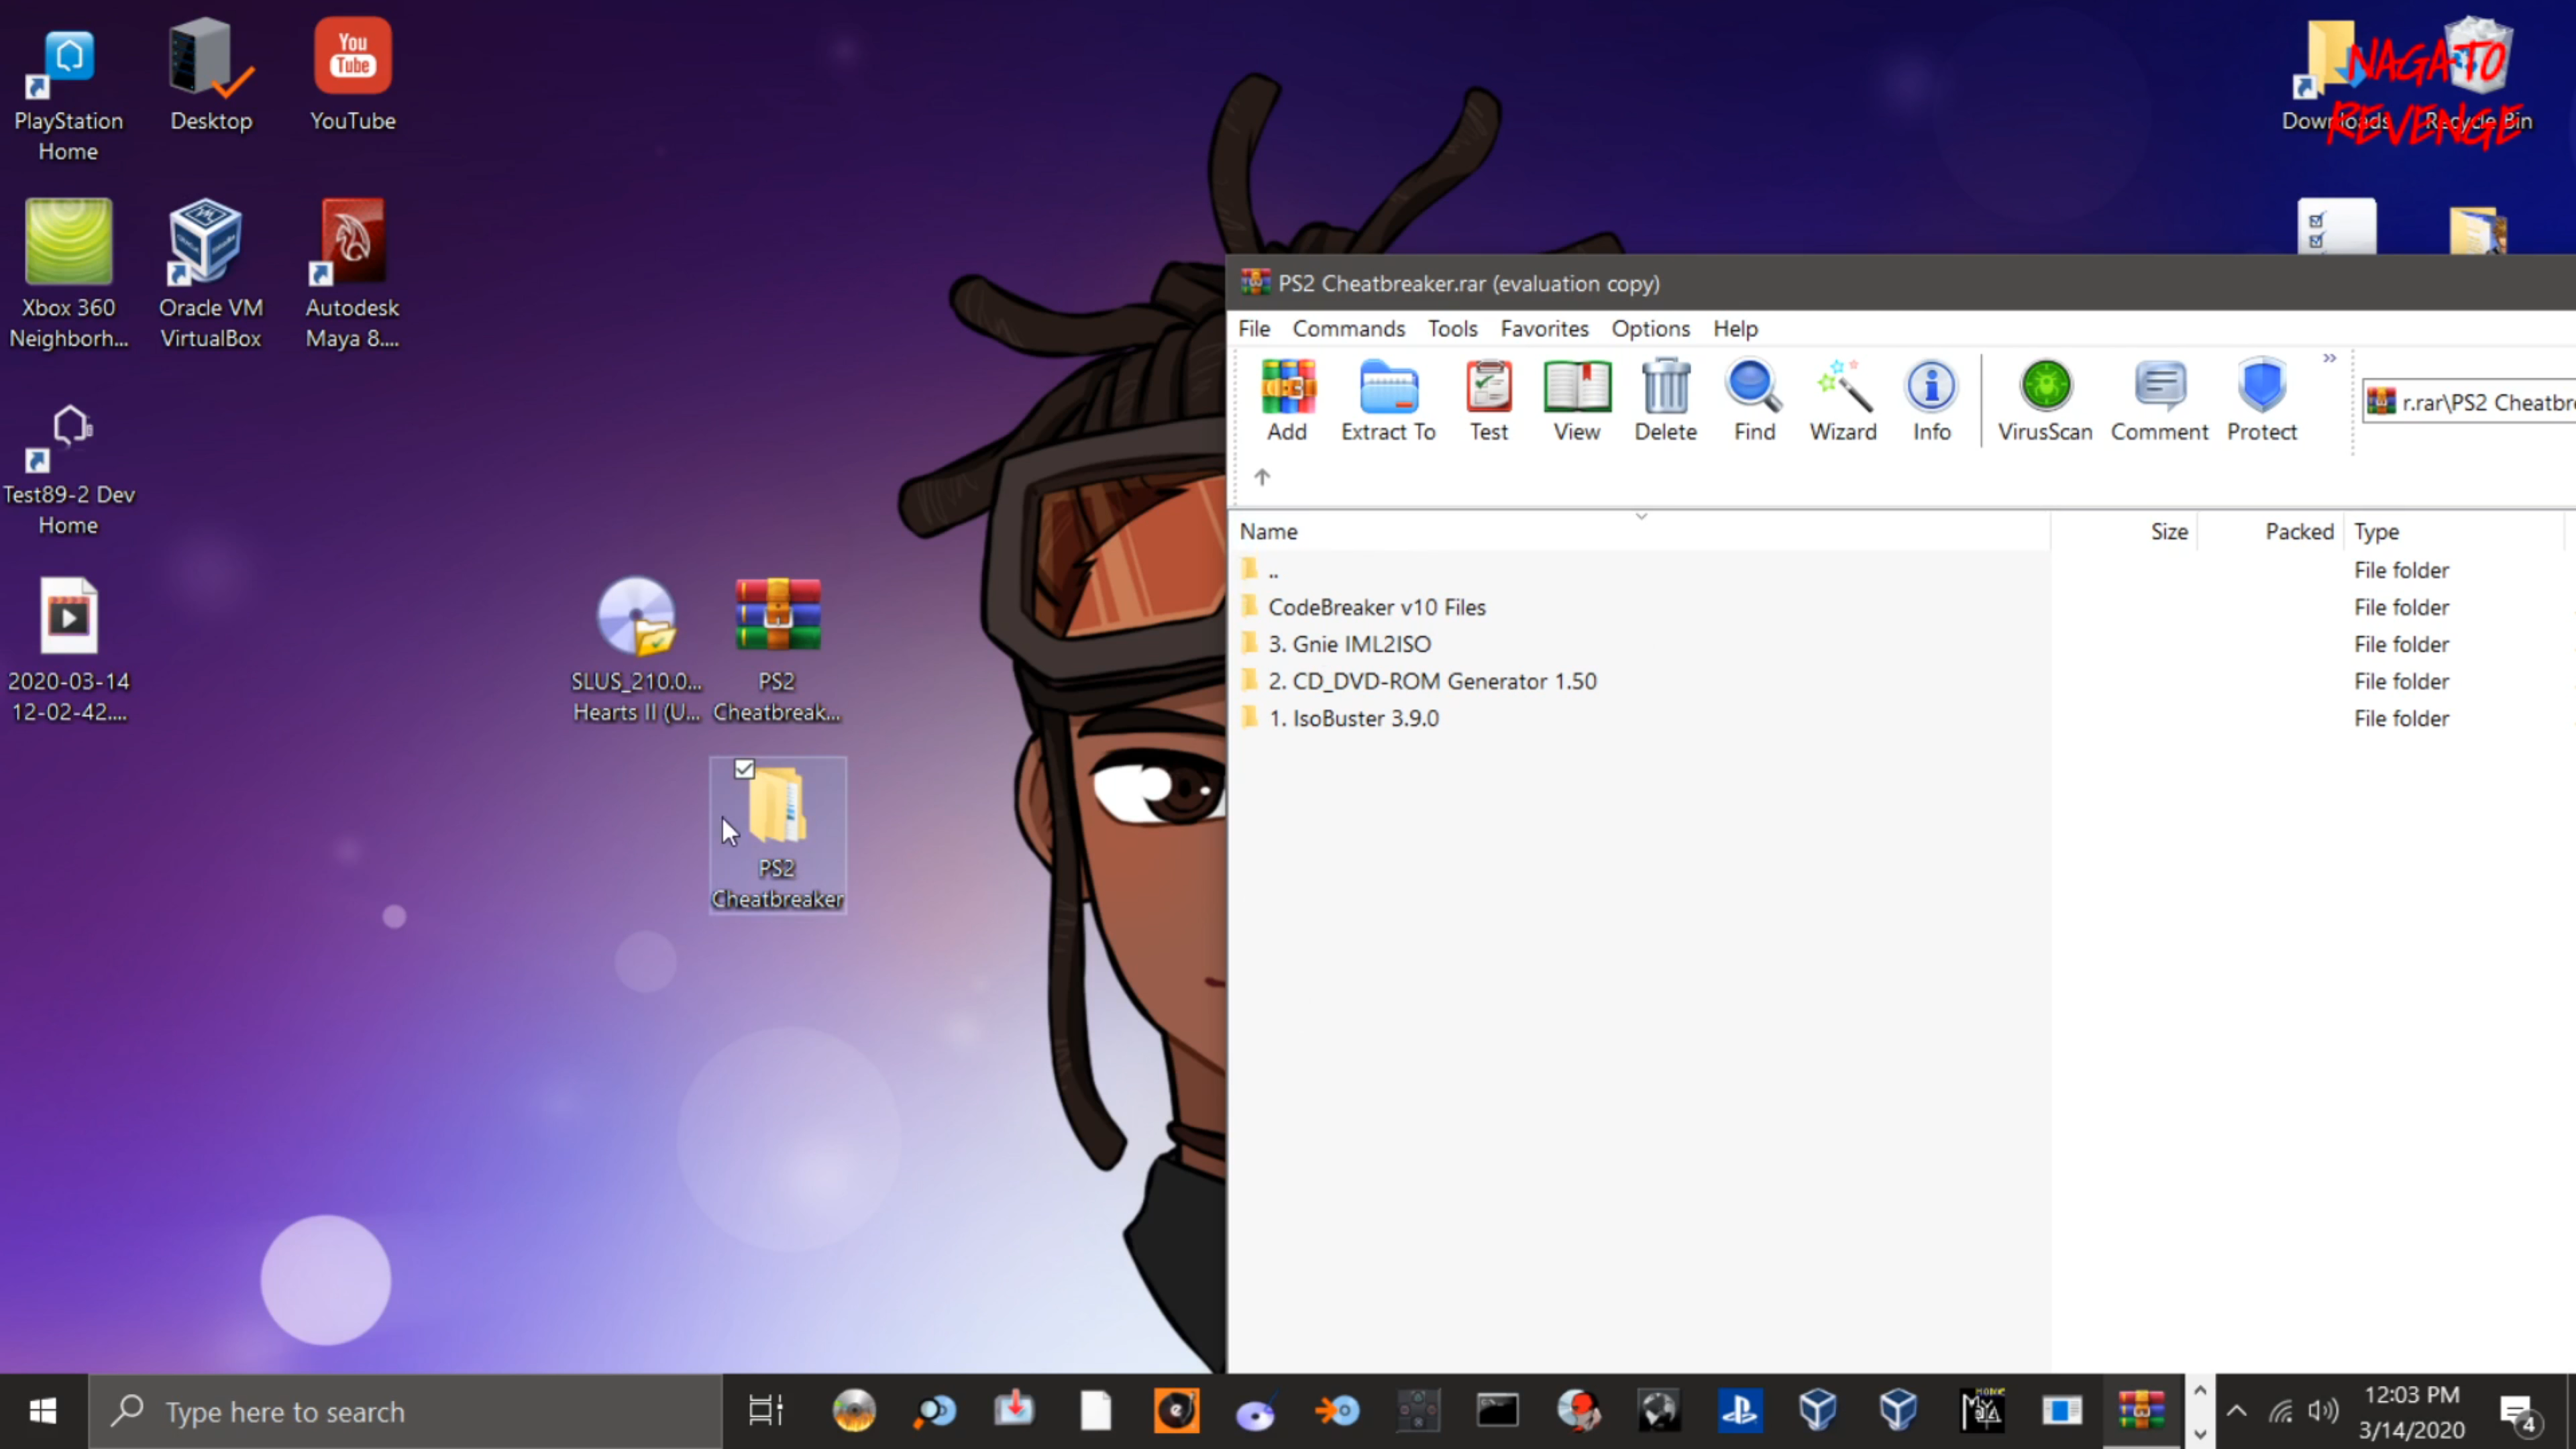 PlayStation
Home
Desktop
You
Tube
YouTube
NAGATO
REVENGE
Downloads
Recycle Bin
Xbox 360
Neighborh...
Oracle VM
VirtualBox
Autodesk
Maya 8....
Test89-2 Dev
Home
2020-03-14
12-02-42....
SLUS_210.0...
Hearts II (U...
PS2
Cheatbreak...
PS2
Cheatbreaker
PS2 Cheatbreaker.rar (evaluation copy)
File Commands Tools Favorites Options Help
Add Extract To Test View Delete Find Wizard Info VirusScan Comment Protect
r.rar\PS2 Cheatbre
Name Size Packed Type
.. File folder
CodeBreaker v10 Files File folder
3. Gnie IML2ISO File folder
2. CD_DVD-ROM Generator 1.50 File folder
1. IsoBuster 3.9.0 File folder
Type here to search
12:03 PM
3/14/2020
4